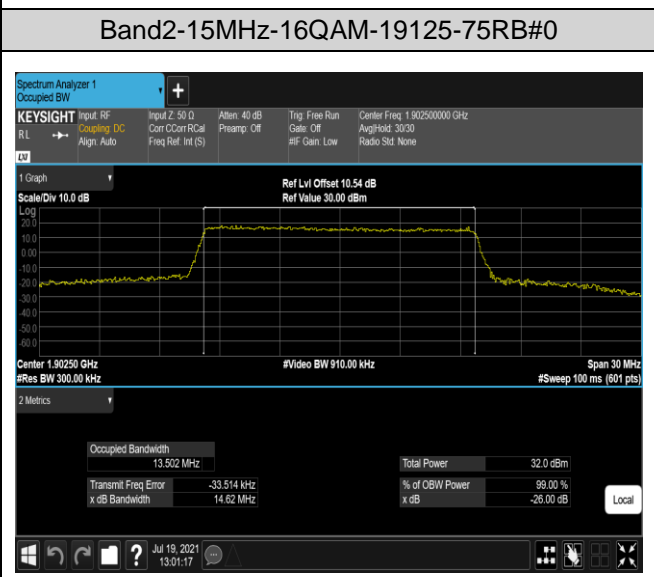 Band2-15MHz-16QAM-19125-75RB#0
Spectrum Analyzer 1
Occupied BW
KEYSIGHT Input: RF Input Z: 50 Ω Atten: 40 dB Trig: Free Run Center Freq: 1.902500000 GHz
RL Coupling: DC Corr CCorr RCal Preamp: Off Gate: Off Avg|Hold: 30/30
Align: Auto Freq Ref: Int (S) #IF Gain: Low Radio Std: None
LXI
1 Graph
Ref Lvl Offset 10.54 dB
Scale/Div 10.0 dB Ref Value 30.00 dBm
Log
20.0
10.0
0.00
-10.0
-20.0
-30.0
-40.0
-50.0
-60.0
Center 1.90250 GHz #Video BW 910.00 kHz Span 30 MHz
#Res BW 300.00 kHz #Sweep 100 ms (601 pts)
2 Metrics
Occupied Bandwidth
13.502 MHz Total Power 32.0 dBm
Transmit Freq Error -33.514 kHz % of OBW Power 99.00 %
x dB Bandwidth 14.62 MHz x dB -26.00 dB
Local
Jul 19, 2021
13:01:17